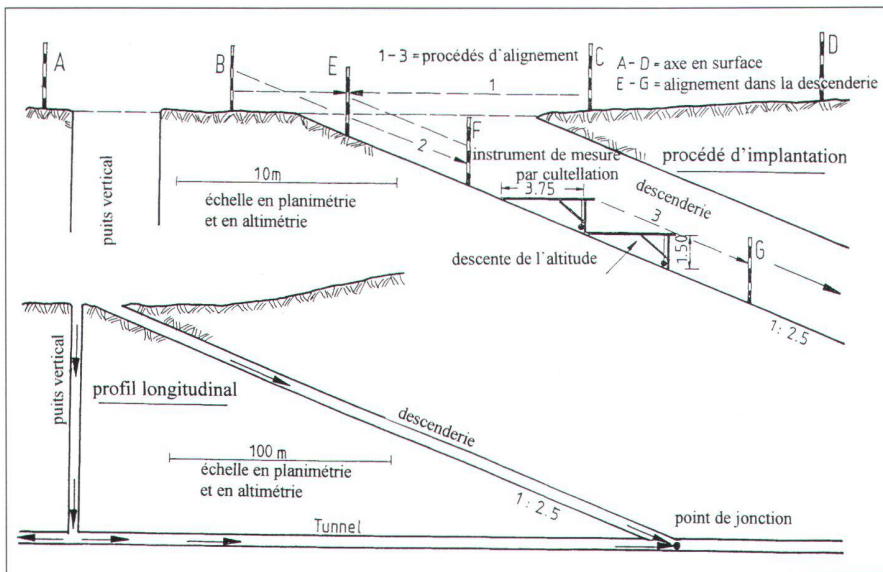 A
B
E
1-3 = procédés d'alignement
C
D
A-D = axe en surface
E-G = alignement dans la descenderie
1
F
2
instrument de mesure
par cultellation
procédé d'implantation
10m
échelle en planimétrie
et en altimétrie
puits vertical
3.75
descenderie
3
descente de l'altitude
1.50
G
1:2.5
puits vertical
profil longitudinal
descenderie
100 m
échelle en planimétrie
et en altimétrie
1:2.5
point de jonction
Tunnel